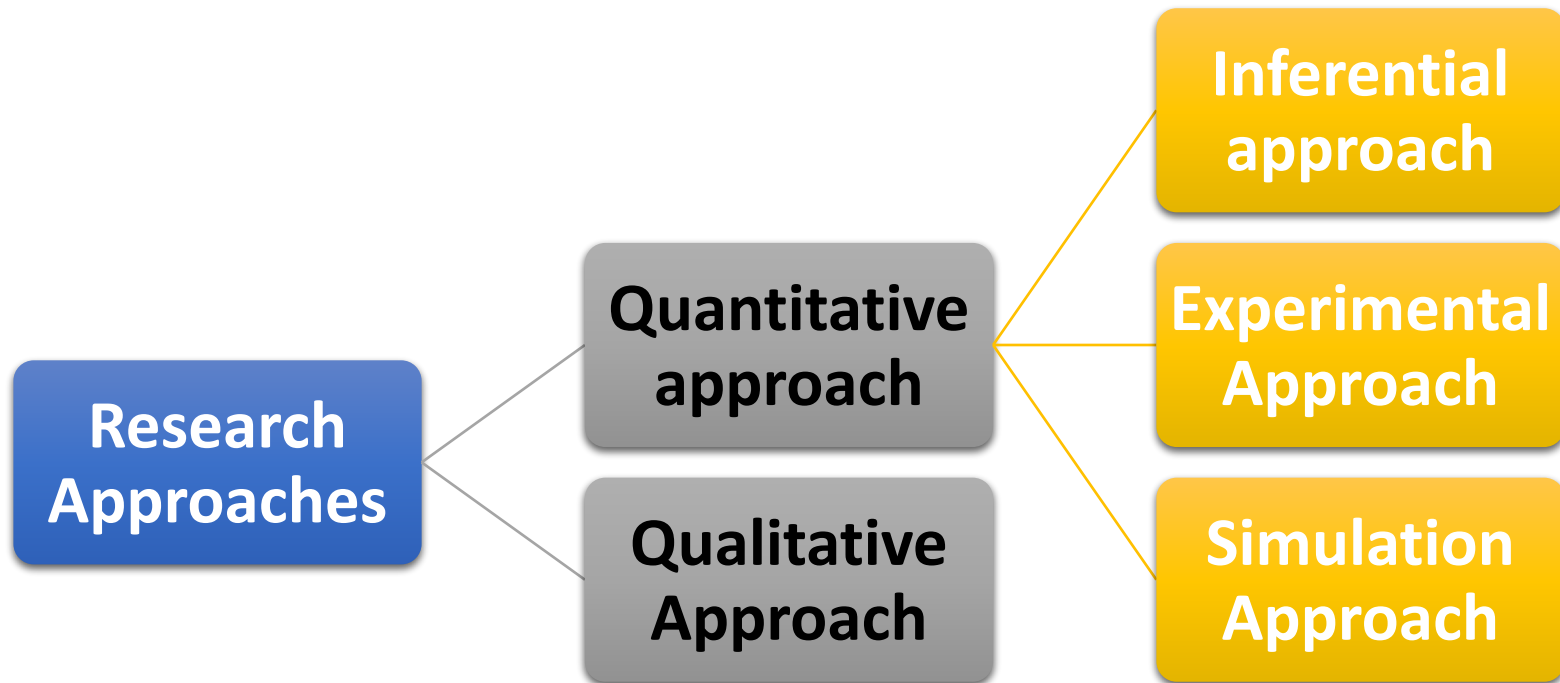 Research
Approaches
Quantitative
approach
Qualitative
Approach
Inferential
approach
Experimental
Approach
Simulation
Approach